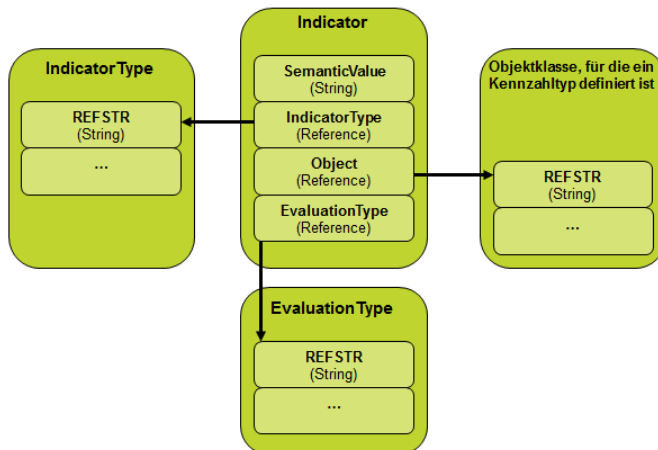 Indicator
SemanticValue
(String)
IndicatorType
(Reference)
Object
(Reference)
EvaluationType
(Reference)
IndicatorType
REFSTR
(String)
...
Objektklasse, für die ein
Kennzahltyp definiert ist
REFSTR
(String)
...
EvaluationType
REFSTR
(String)
...